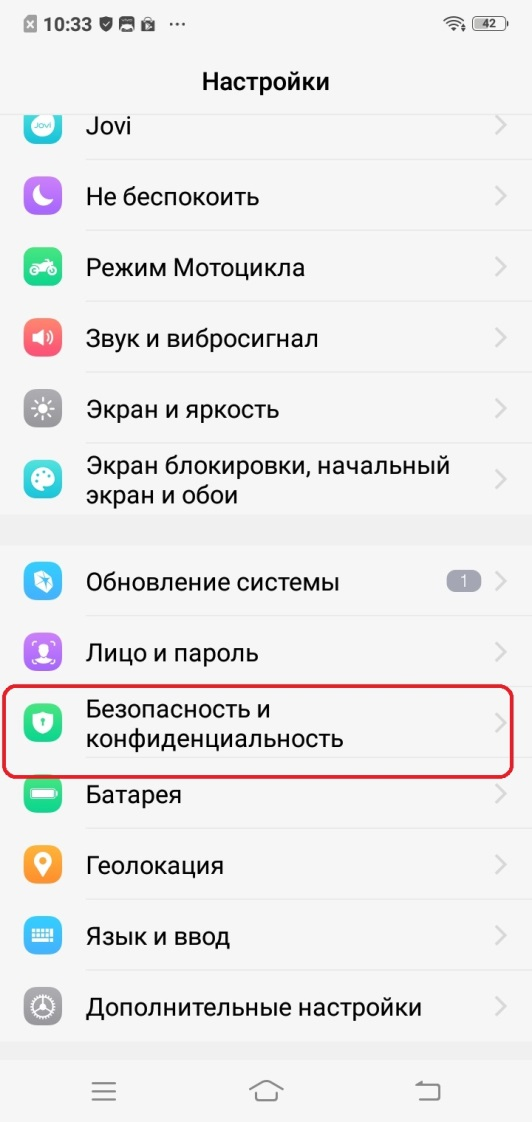 10:33 ... 42
Настройки
Jovi
Не беспокоить
Режим Мотоцикла
Звук и вибросигнал
Экран и яркость
Экран блокировки, начальный
экран и обои
Обновление системы 1
Лицо и пароль
Безопасность и
конфиденциальность
Батарея
Геолокация
Язык и ввод
Дополнительные настройки